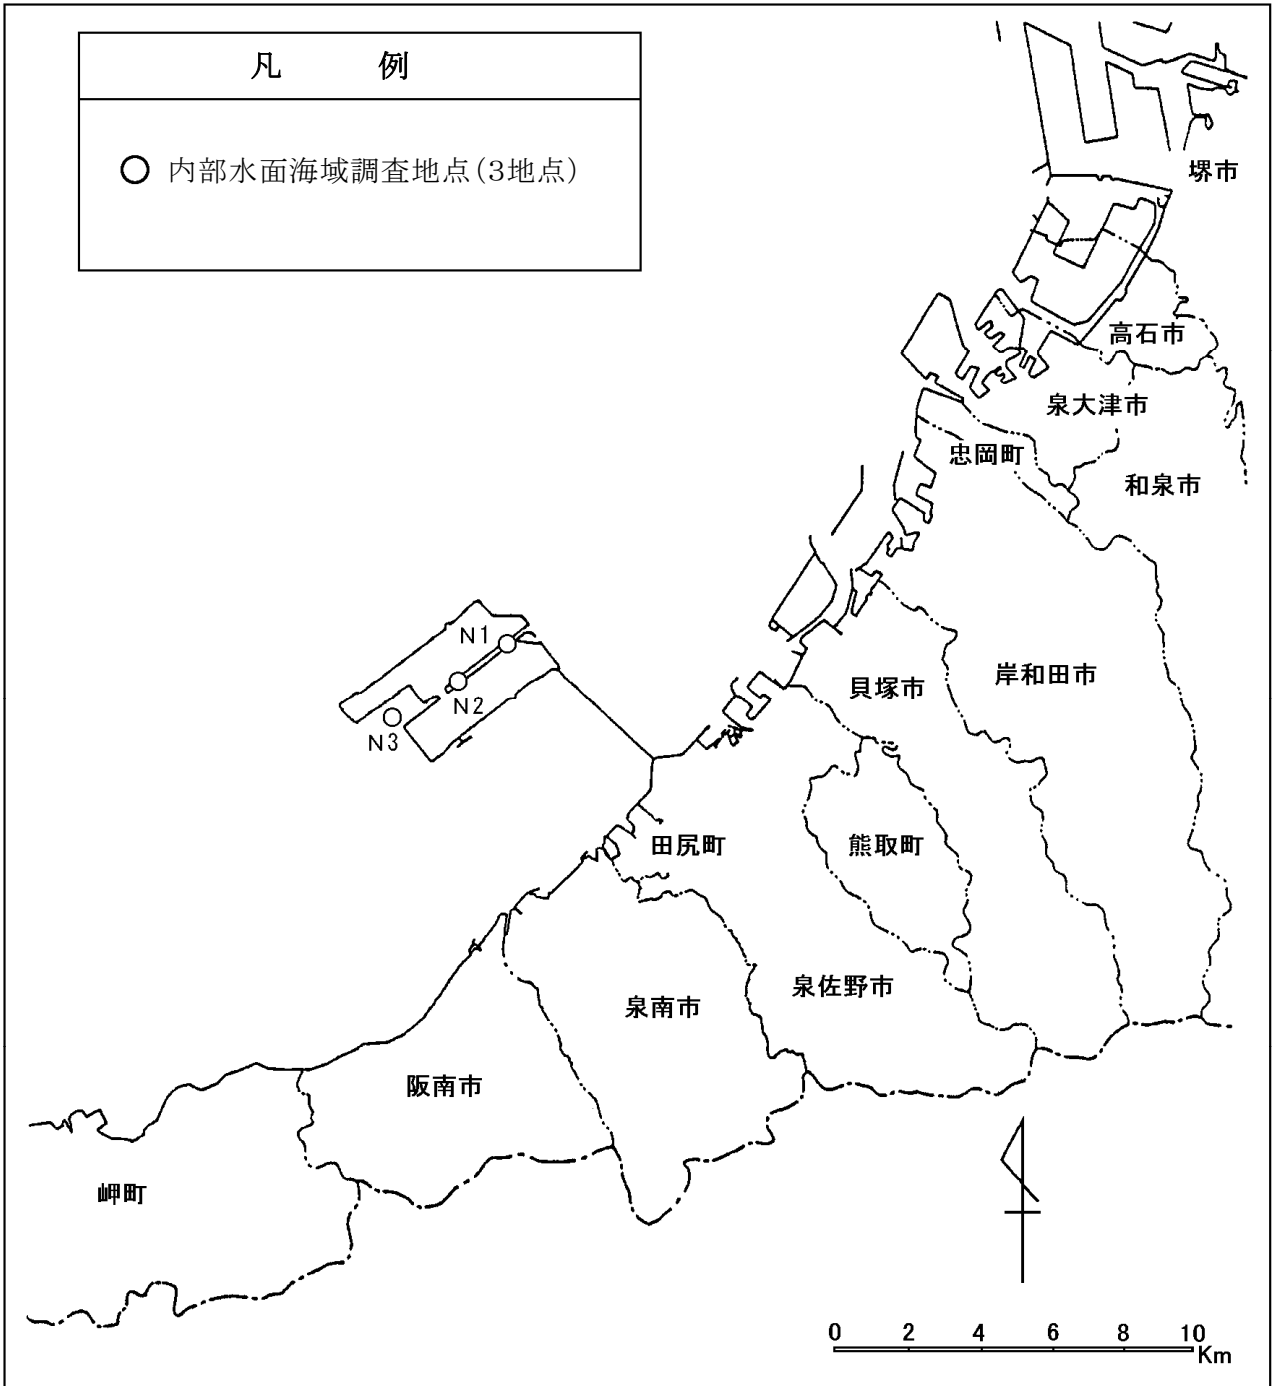 凡 例
内部水面海域調査地点(3地点)
堺市
高石市
泉大津市
忠岡町
和泉市
N1
岸和田市
貝塚市
N2
N3
田尻町
熊取町
泉佐野市
泉南市
阪南市
岬町
0 2 4 6 8 10
Km